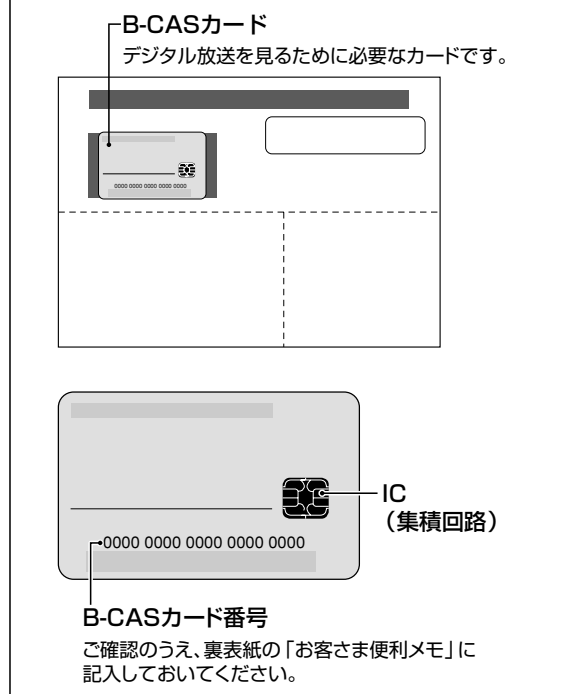 B-CASカード
デジタル放送を見るために必要なカードです。
0000 0000 0000 0000 0000
IC
（集積回路）
0000 0000 0000 0000 0000
B-CASカード番号
ご確認のうえ、裏表紙の「お客さま便利メモ」に
記入しておいてください。